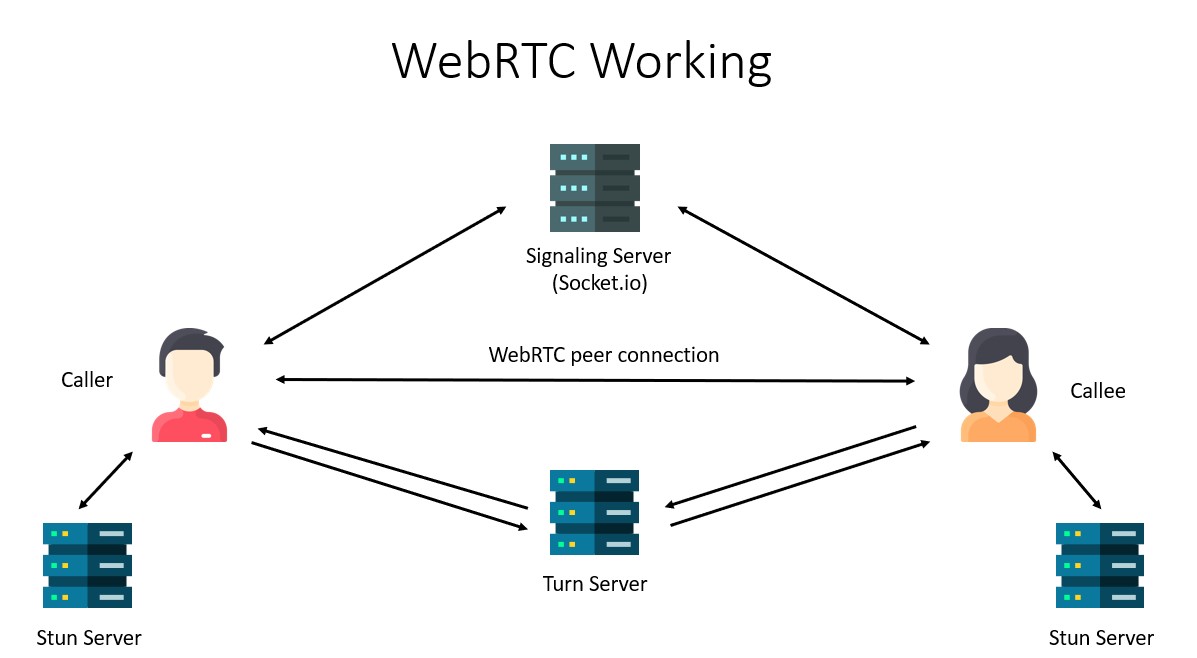 WebRTC Working
Signaling Server
(Socket.io)
WebRTC peer connection
Caller
Callee
Turn Server
Stun Server
Stun Server